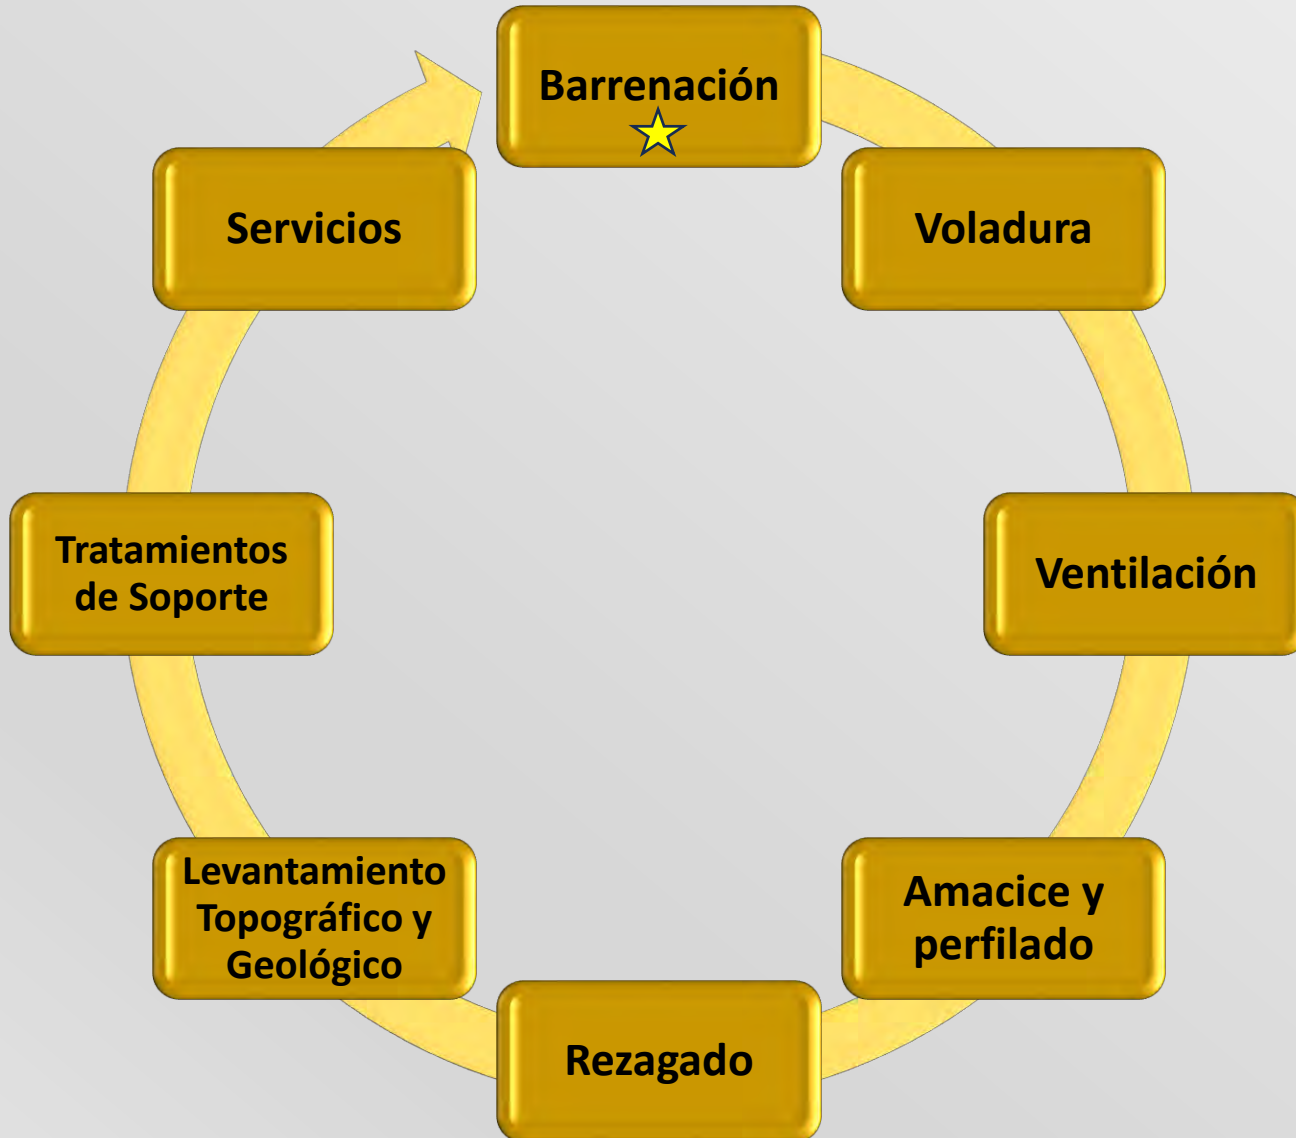 Barrenación
Voladura
Ventilación
Amacice y
perfilado
Rezagado
Levantamiento
Topográfico y
Geológico
Tratamientos
de Soporte
Servicios